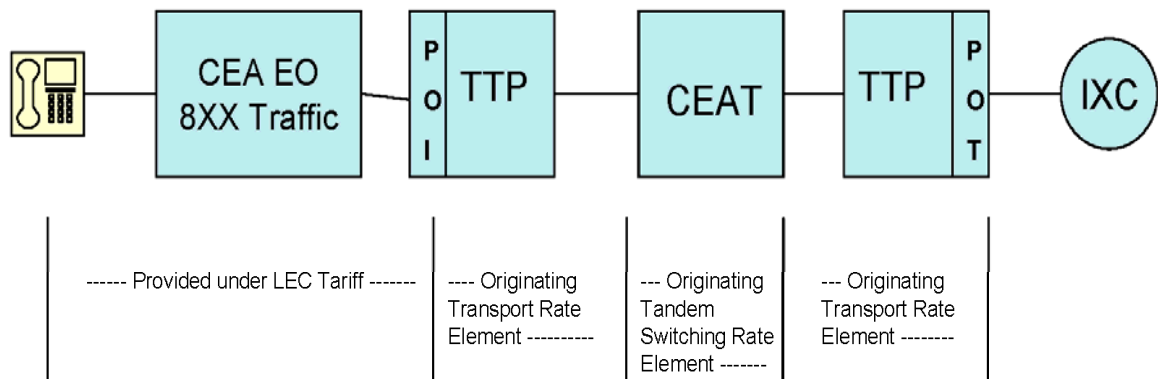 CEA EO
8XX Traffic
P
O
I
TTP
CEAT
TTP
P
O
T
IXC
------ Provided under LEC Tariff -------
---- Originating
Transport Rate
Element ----------
--- Originating
Tandem
Switching Rate
Element -------
--- Originating
Transport Rate
Element --------